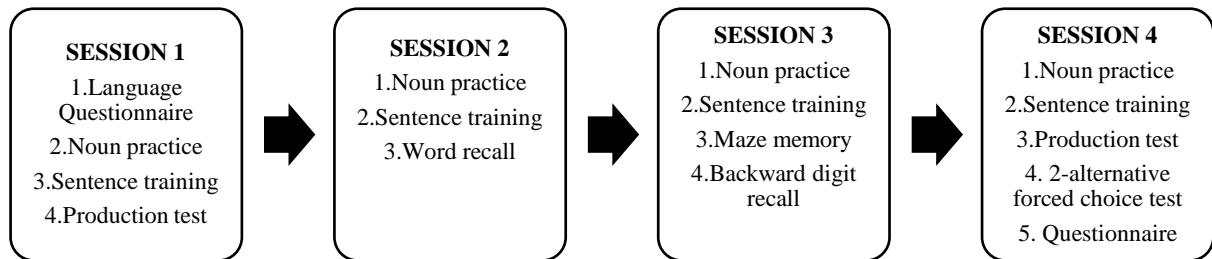 SESSION 1
1.Language
Questionnaire
2.Noun practice
3.Sentence training
4.Production test
SESSION 2
1.Noun practice
2.Sentence training
3.Word recall
SESSION 3
1.Noun practice
2.Sentence training
3.Maze memory
4.Backward digit
recall
SESSION 4
1.Noun practice
2.Sentence training
3.Production test
4. 2-alternative
forced choice test
5. Questionnaire